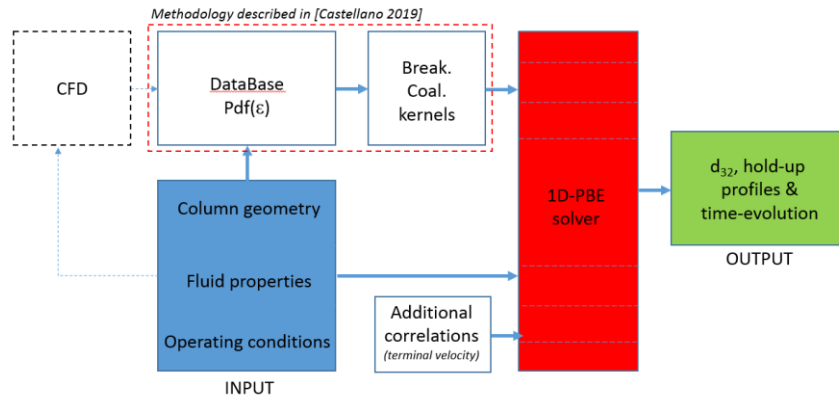 Methodology described in [Castellano 2019]
CFD
DataBase
Pdf(ε)
Break.
Coal.
kernels
Column geometry
Fluid properties
Operating conditions
INPUT
Additional
correlations
(terminal velocity)
1D-PBE
solver
d₃₂, hold-up
profiles &
time-evolution
OUTPUT